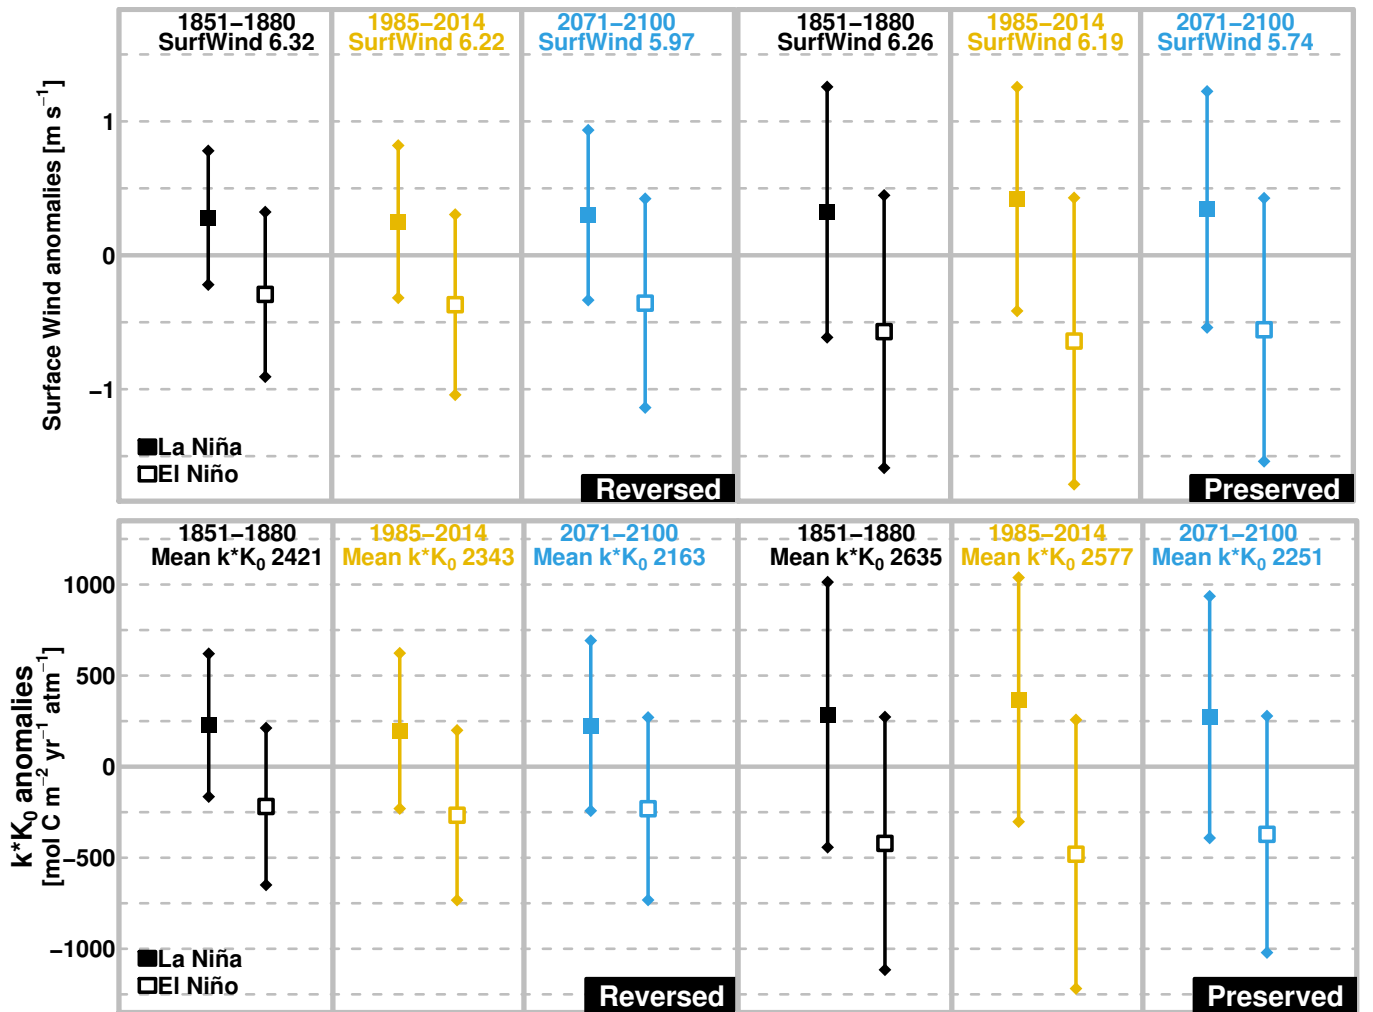 1851−1880
SurfWind 6.32
1985−2014
SurfWind 6.22
2071−2100
SurfWind 5.97
1851−1880
SurfWind 6.26
1985−2014
SurfWind 6.19
2071−2100
SurfWind 5.74
Surface Wind anomalies [m s⁻¹]
1
0
−1
La Niña
El Niño
Reversed
Preserved
1851−1880
Mean k*K₀ 2421
1985−2014
Mean k*K₀ 2343
2071−2100
Mean k*K₀ 2163
1851−1880
Mean k*K₀ 2635
1985−2014
Mean k*K₀ 2577
2071−2100
Mean k*K₀ 2251
k*K₀ anomalies
[mol C m⁻² yr⁻¹ atm⁻¹]
1000
500
0
−500
−1000
La Niña
El Niño
Reversed
Preserved